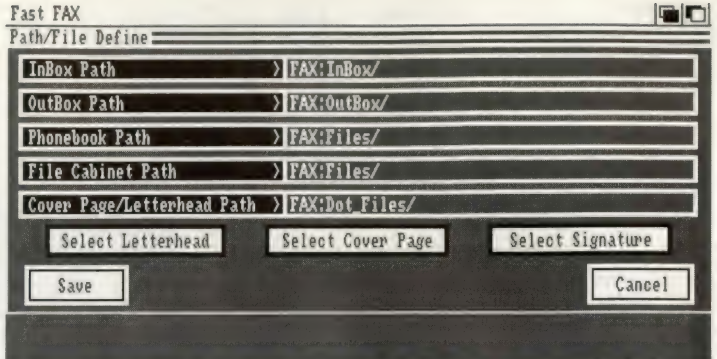 Fast FAX
Path/File Define
InBox Path > FAX:InBox/
OutBox Path > FAX:OutBox/
Phonebook Path > FAX:Files/
File Cabinet Path > FAX:Files/
Cover Page/Letterhead Path > FAX:Dot_Files/
Select Letterhead Select Cover Page Select Signature
Save Cancel